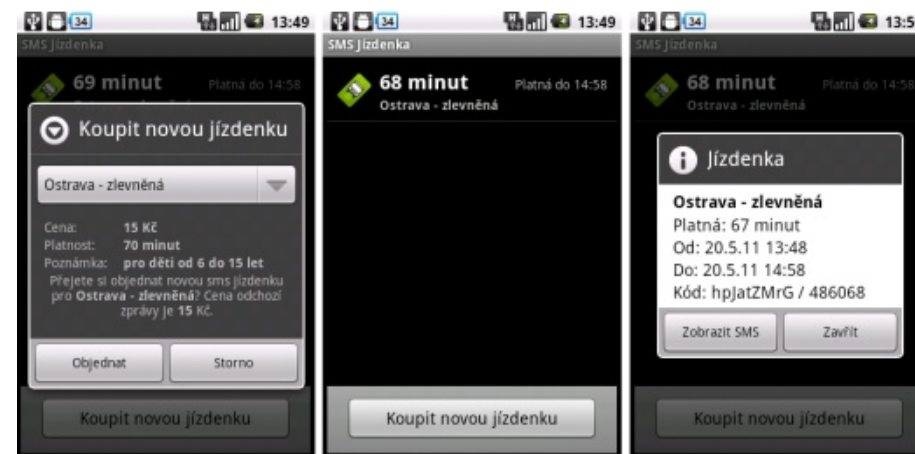 34
13:49
SMS Jízdenka
69 minut
Platná do 14:58
Koupit novou jízdenku
Ostrava - zlevněná
Cena: 15 Kč
Platnost: 70 minut
Poznámka: pro děti od 6 do 15 let
Přejete si objednat novou sms jízdenku
pro Ostrava - zlevněná? Cena odchozí
zprávy je 15 Kč.
Objednat
Storno
Koupit novou jízdenku
34
13:49
SMS Jízdenka
68 minut
Platná do 14:58
Ostrava - zlevněná
Koupit novou jízdenku
34
13:5
SMS Jízdenka
68 minut
Platná do 14:58
Ostrava - zlevněná
Jízdenka
Ostrava - zlevněná
Platná: 67 minut
Od: 20.5.11 13:48
Do: 20.5.11 14:58
Kód: hpJatZMrG / 486068
Zobrazit SMS
Zavřít
Koupit novou jízdenku